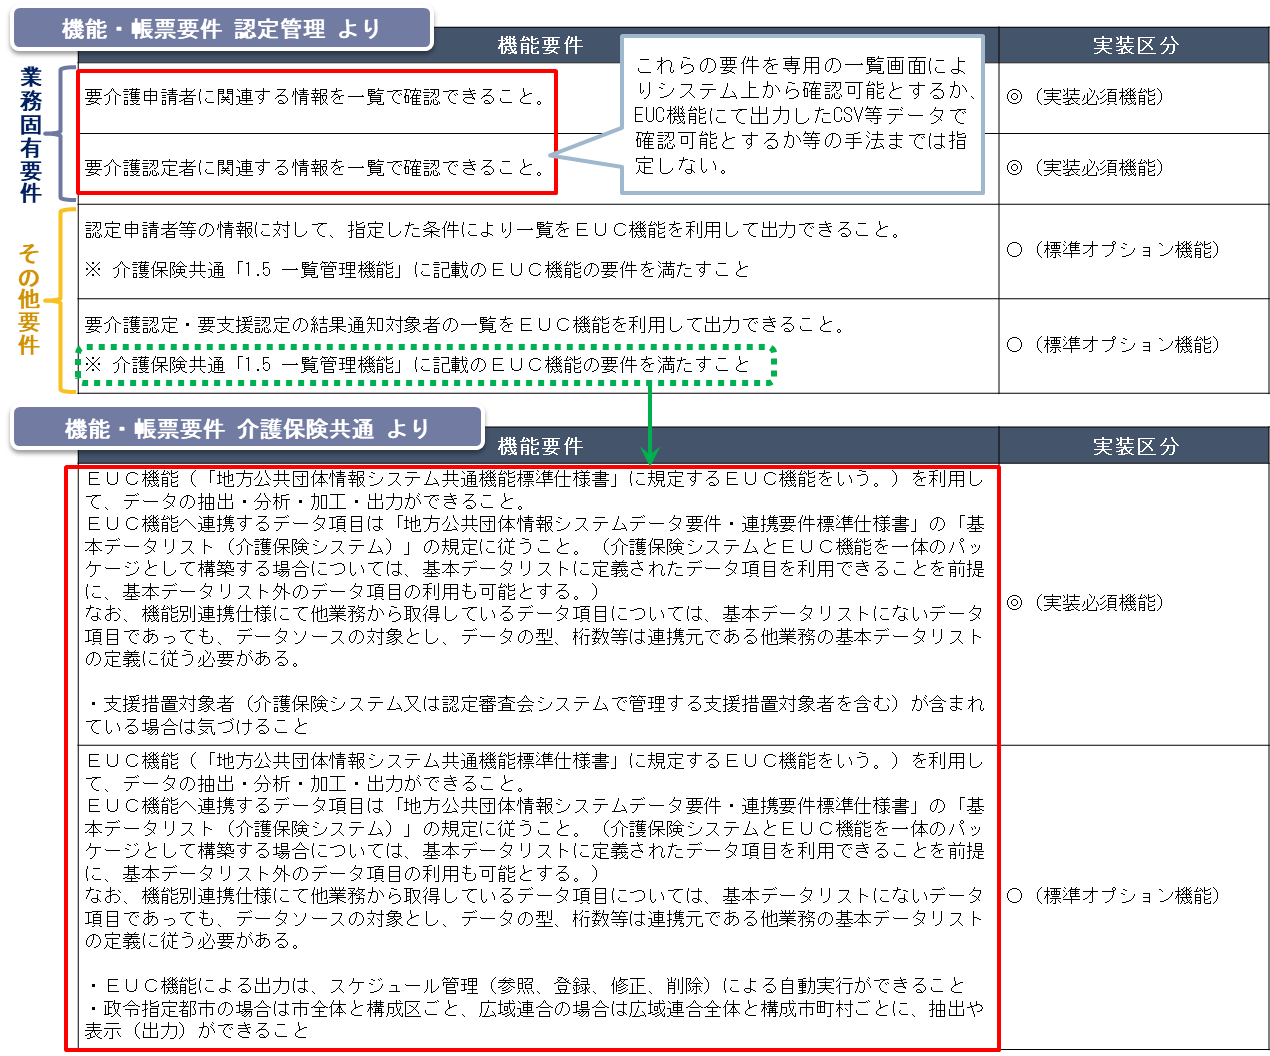 機能・帳票要件 認定管理 より
機能要件
実装区分
業務固有要件
要介護申請者に関連する情報を一覧で確認できること。
◎（実装必須機能）
要介護認定者に関連する情報を一覧で確認できること。
◎（実装必須機能）
これらの要件を専用の一覧画面によ
りシステム上から確認可能とするか、
EUC機能にて出力したCSV等データで
確認可能とするか等の手法までは指
定しない。
その他要件
認定申請者等の情報に対して、指定した条件により一覧をＥＵＣ機能を利用して出力できること。
※ 介護保険共通「1.5 一覧管理機能」に記載のＥＵＣ機能の要件を満たすこと
○（標準オプション機能）
要介護認定・要支援認定の結果通知対象者の一覧をＥＵＣ機能を利用して出力できること。
※ 介護保険共通「1.5 一覧管理機能」に記載のＥＵＣ機能の要件を満たすこと
○（標準オプション機能）
機能・帳票要件 介護保険共通 より
機能要件
実装区分
ＥＵＣ機能（「地方公共団体情報システム共通機能標準仕様書」に規定するＥＵＣ機能をいう。）を利用し
て、データの抽出・分析・加工・出力ができること。
ＥＵＣ機能へ連携するデータ項目は「地方公共団体情報システムデータ要件・連携要件標準仕様書」の「基
本データリスト（介護保険システム）」の規定に従うこと。（介護保険システムとＥＵＣ機能を一体のパッ
ケージとして構築する場合については、基本データリストに定義されたデータ項目を利用できることを前提
に、基本データリスト外のデータ項目の利用も可能とする。）
なお、機能別連携仕様にて他業務から取得しているデータ項目については、基本データリストにないデータ
項目であっても、データソースの対象とし、データの型、桁数等は連携元である他業務の基本データリスト
の定義に従う必要がある。
・支援措置対象者（介護保険システム又は認定審査会システムで管理する支援措置対象者を含む）が含まれ
ている場合は気づけること
◎（実装必須機能）
ＥＵＣ機能（「地方公共団体情報システム共通機能標準仕様書」に規定するＥＵＣ機能をいう。）を利用し
て、データの抽出・分析・加工・出力ができること。
ＥＵＣ機能へ連携するデータ項目は「地方公共団体情報システムデータ要件・連携要件標準仕様書」の「基
本データリスト（介護保険システム）」の規定に従うこと。（介護保険システムとＥＵＣ機能を一体のパッ
ケージとして構築する場合については、基本データリストに定義されたデータ項目を利用できることを前提
に、基本データリスト外のデータ項目の利用も可能とする。）
なお、機能別連携仕様にて他業務から取得しているデータ項目については、基本データリストにないデータ
項目であっても、データソースの対象とし、データの型、桁数等は連携元である他業務の基本データリスト
の定義に従う必要がある。
・ＥＵＣ機能による出力は、スケジュール管理（参照、登録、修正、削除）による自動実行ができること
・政令指定都市の場合は市全体と構成区ごと、広域連合の場合は広域連合全体と構成市町村ごとに、抽出や
表示（出力）ができること
○（標準オプション機能）